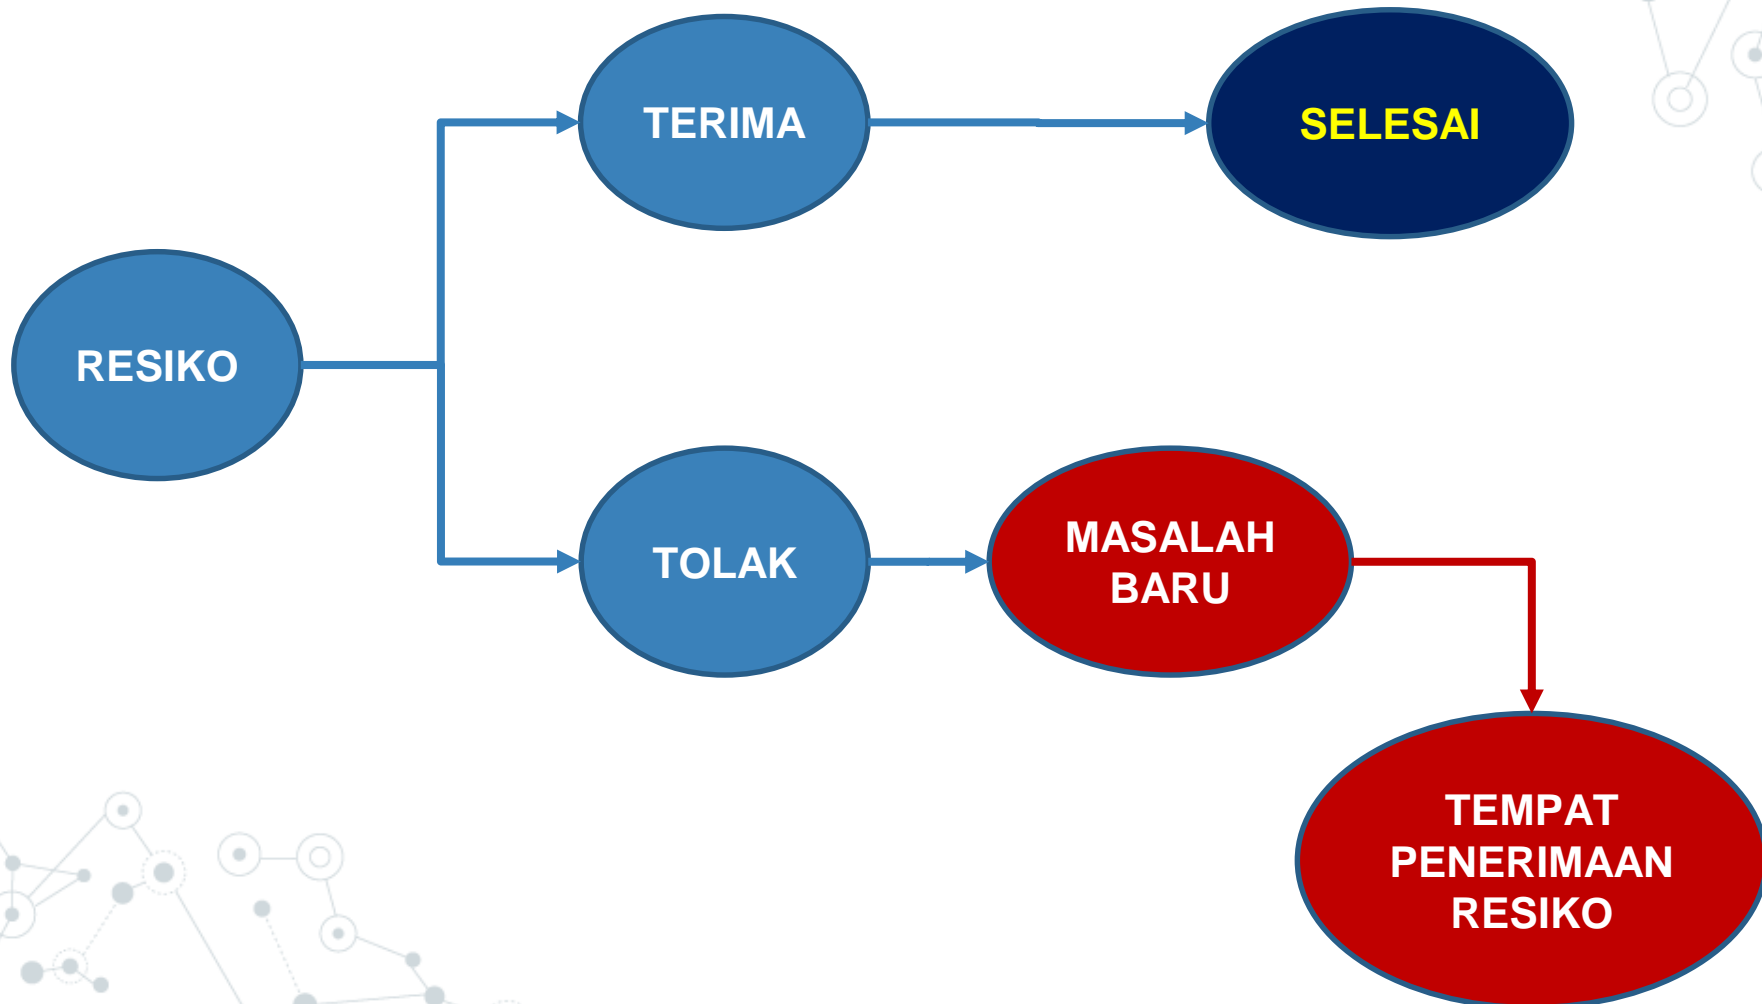 TERIMA
SELESAI
RESIKO
TOLAK
MASALAH
BARU
TEMPAT
PENERIMAAN
RESIKO